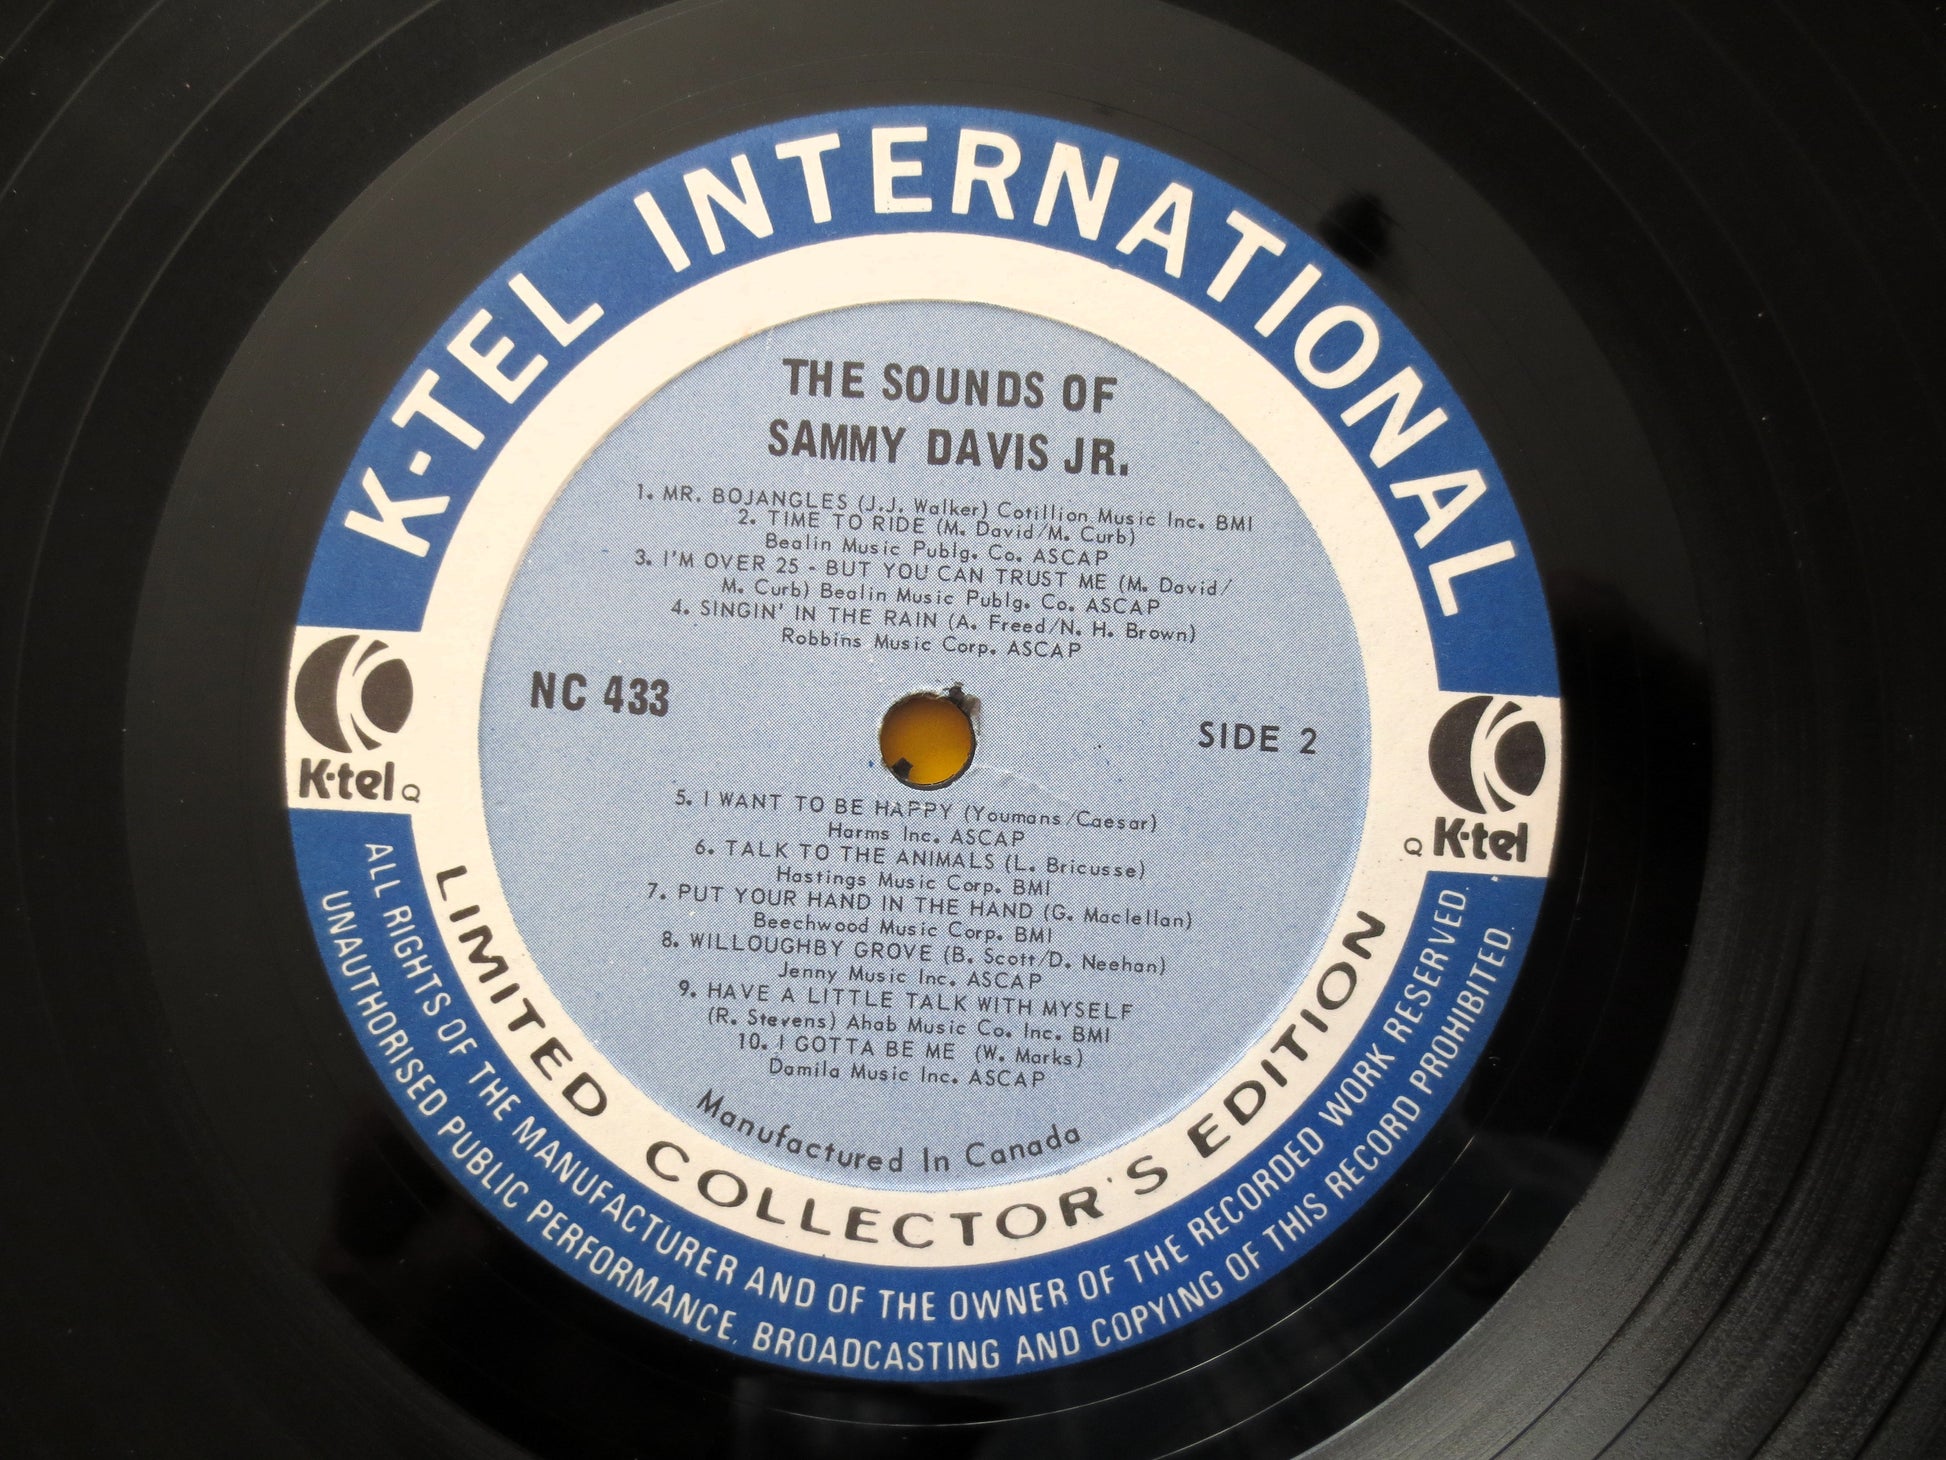 K-TEL INTERNATIONAL
THE SOUNDS OF
SAMMY DAVIS JR.
1. MR. BOJANGLES (J.J. Walker) Cotillion Music Inc. BMI
2. TIME TO RIDE (M. David/M. Curb)
Bealin Music Publg. Co. ASCAP
3. I'M OVER 25 - BUT YOU CAN TRUST ME (M. David/
M. Curb) Bealin Music Publg. Co. ASCAP
4. SINGIN' IN THE RAIN (A. Freed/N. H. Brown)
Robbins Music Corp. ASCAP
NC 433
SIDE 2
K-tel Q
Q K-tel
5. I WANT TO BE HAPPY (Youmans/Caesar)
Harms Inc. ASCAP
6. TALK TO THE ANIMALS (L. Bricusse)
Hastings Music Corp. BMI
7. PUT YOUR HAND IN THE HAND (G. Maclellan)
Beechwood Music Corp. BMI
8. WILLOUGHBY GROVE (B. Scott/D. Neehan)
Jenny Music Inc. ASCAP
9. HAVE A LITTLE TALK WITH MYSELF
(R. Stevens) Ahab Music Co. Inc. BMI
10. I GOTTA BE ME (W. Marks)
Damila Music Inc. ASCAP
Manufactured In Canada
LIMITED COLLECTOR'S EDITION
ALL RIGHTS OF THE MANUFACTURER AND OF THE OWNER OF THE RECORDED WORK RESERVED.
UNAUTHORISED PUBLIC PERFORMANCE, BROADCASTING AND COPYING OF THIS RECORD PROHIBITED.